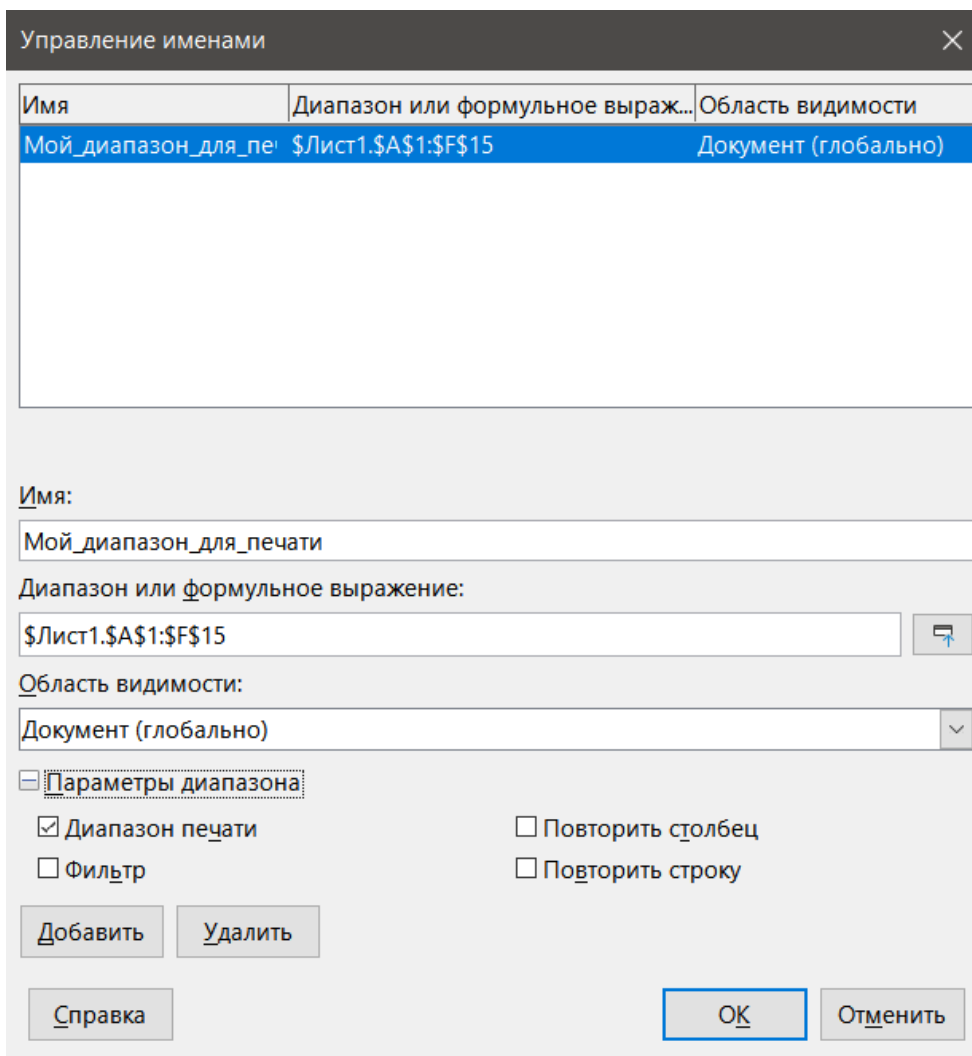 Управление именами
Имя Диапазон или формульное выраж... Область видимости
Мой_диапазон_для_пе $Лист1.$A$1:$F$15 Документ (глобально)
Имя:
Мой_диапазон_для_печати
Диапазон или формульное выражение:
$Лист1.$A$1:$F$15
Область видимости:
Документ (глобально)
Параметры диапазона
Диапазон печати Повторить столбец
Фильтр Повторить строку
Добавить Удалить
Справка OK Отменить